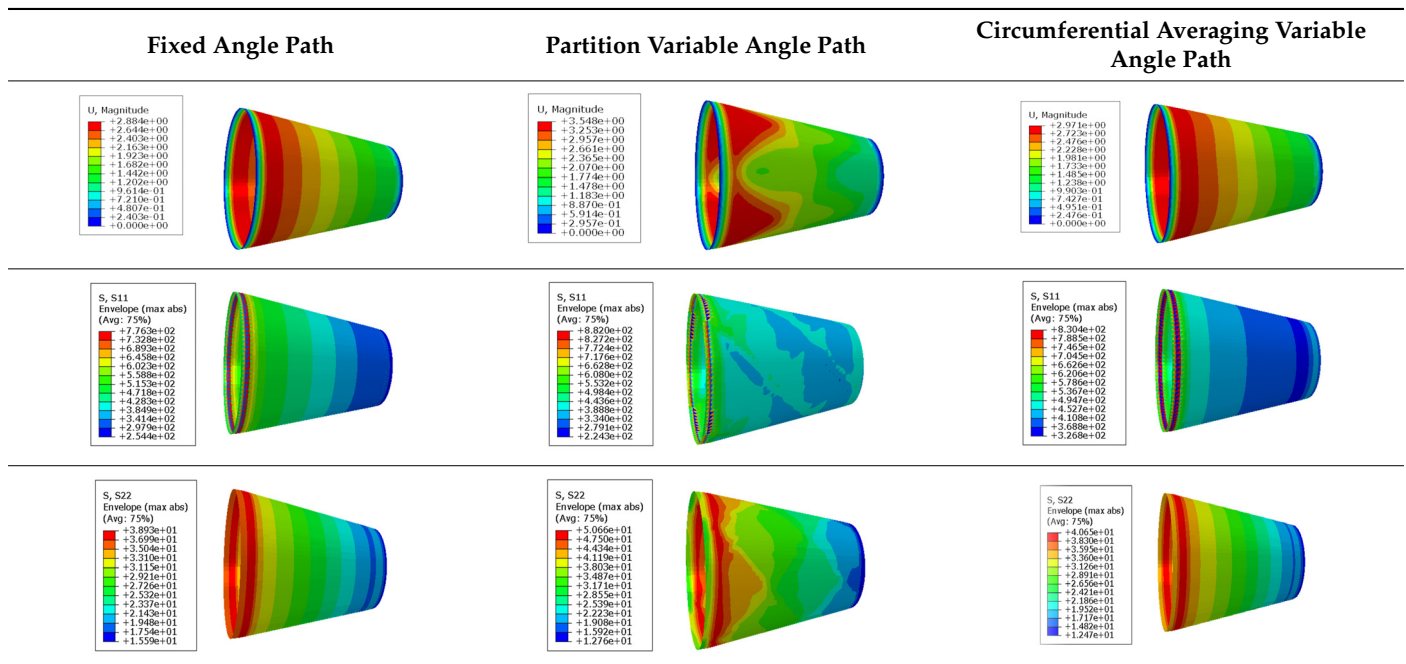 Fixed Angle Path
Partition Variable Angle Path
Circumferential Averaging Variable
Angle Path
U, Magnitude
+2.884e+00
+2.644e+00
+2.403e+00
+2.163e+00
+1.923e+00
+1.682e+00
+1.442e+00
+1.202e+00
+9.614e-01
+7.210e-01
+4.807e-01
+2.403e-01
+0.000e+00
U, Magnitude
+3.548e+00
+3.253e+00
+2.957e+00
+2.661e+00
+2.365e+00
+2.070e+00
+1.774e+00
+1.478e+00
+1.183e+00
+8.870e-01
+5.914e-01
+2.957e-01
+0.000e+00
U, Magnitude
+2.971e+00
+2.723e+00
+2.476e+00
+2.228e+00
+1.981e+00
+1.733e+00
+1.485e+00
+1.238e+00
+9.903e-01
+7.427e-01
+4.951e-01
+2.476e-01
+0.000e+00
S, S11
Envelope (max abs)
(Avg: 75%)
+7.763e+02
+7.328e+02
+6.893e+02
+6.458e+02
+6.023e+02
+5.588e+02
+5.153e+02
+4.718e+02
+4.283e+02
+3.849e+02
+3.414e+02
+2.979e+02
+2.544e+02
S, S11
Envelope (max abs)
(Avg: 75%)
+8.820e+02
+8.272e+02
+7.724e+02
+7.176e+02
+6.628e+02
+6.080e+02
+5.532e+02
+4.984e+02
+4.436e+02
+3.888e+02
+3.340e+02
+2.791e+02
+2.243e+02
S, S11
Envelope (max abs)
(Avg: 75%)
+8.304e+02
+7.885e+02
+7.465e+02
+7.045e+02
+6.626e+02
+6.206e+02
+5.786e+02
+5.367e+02
+4.947e+02
+4.527e+02
+4.108e+02
+3.688e+02
+3.268e+02
S, S22
Envelope (max abs)
(Avg: 75%)
+3.893e+01
+3.699e+01
+3.504e+01
+3.310e+01
+3.115e+01
+2.921e+01
+2.726e+01
+2.532e+01
+2.337e+01
+2.143e+01
+1.948e+01
+1.754e+01
+1.559e+01
S, S22
Envelope (max abs)
(Avg: 75%)
+5.066e+01
+4.750e+01
+4.434e+01
+4.119e+01
+3.803e+01
+3.487e+01
+3.171e+01
+2.855e+01
+2.539e+01
+2.223e+01
+1.908e+01
+1.592e+01
+1.276e+01
S, S22
Envelope (max abs)
(Avg: 75%)
+4.065e+01
+3.830e+01
+3.595e+01
+3.360e+01
+3.126e+01
+2.891e+01
+2.656e+01
+2.421e+01
+2.186e+01
+1.952e+01
+1.717e+01
+1.482e+01
+1.247e+01